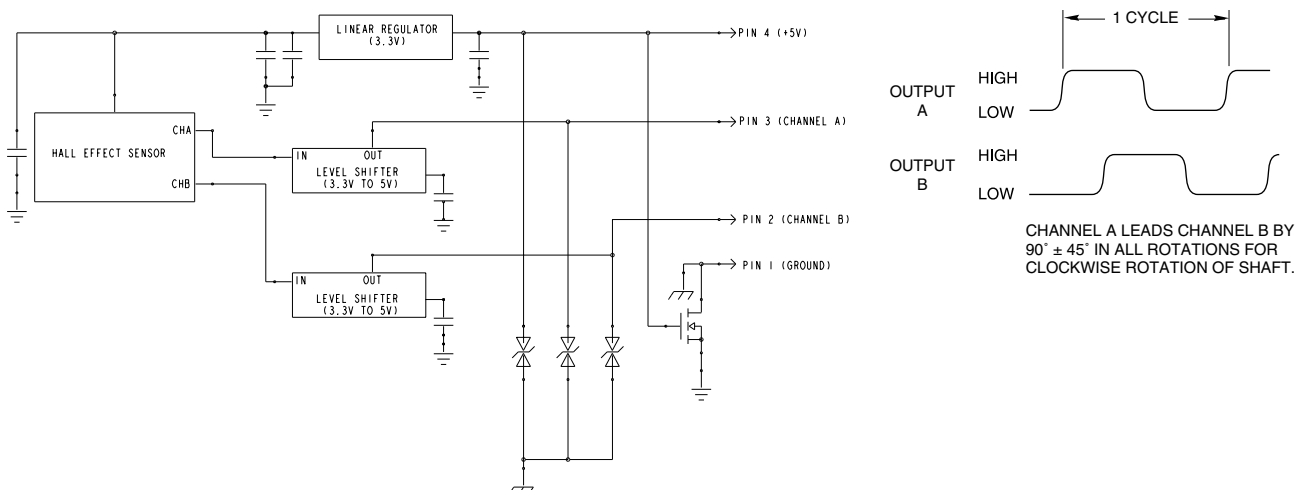 LINEAR REGULATOR
(3.3V)
PIN 4 (+5V)
HALL EFFECT SENSOR
CHA
CHB
IN
OUT
LEVEL SHIFTER
(3.3V TO 5V)
PIN 3 (CHANNEL A)
PIN 2 (CHANNEL B)
IN
OUT
LEVEL SHIFTER
(3.3V TO 5V)
PIN 1 (GROUND)
1 CYCLE
OUTPUT
A
HIGH
LOW
OUTPUT
B
HIGH
LOW
CHANNEL A LEADS CHANNEL B BY
90˚ ± 45˚ IN ALL ROTATIONS FOR
CLOCKWISE ROTATION OF SHAFT.